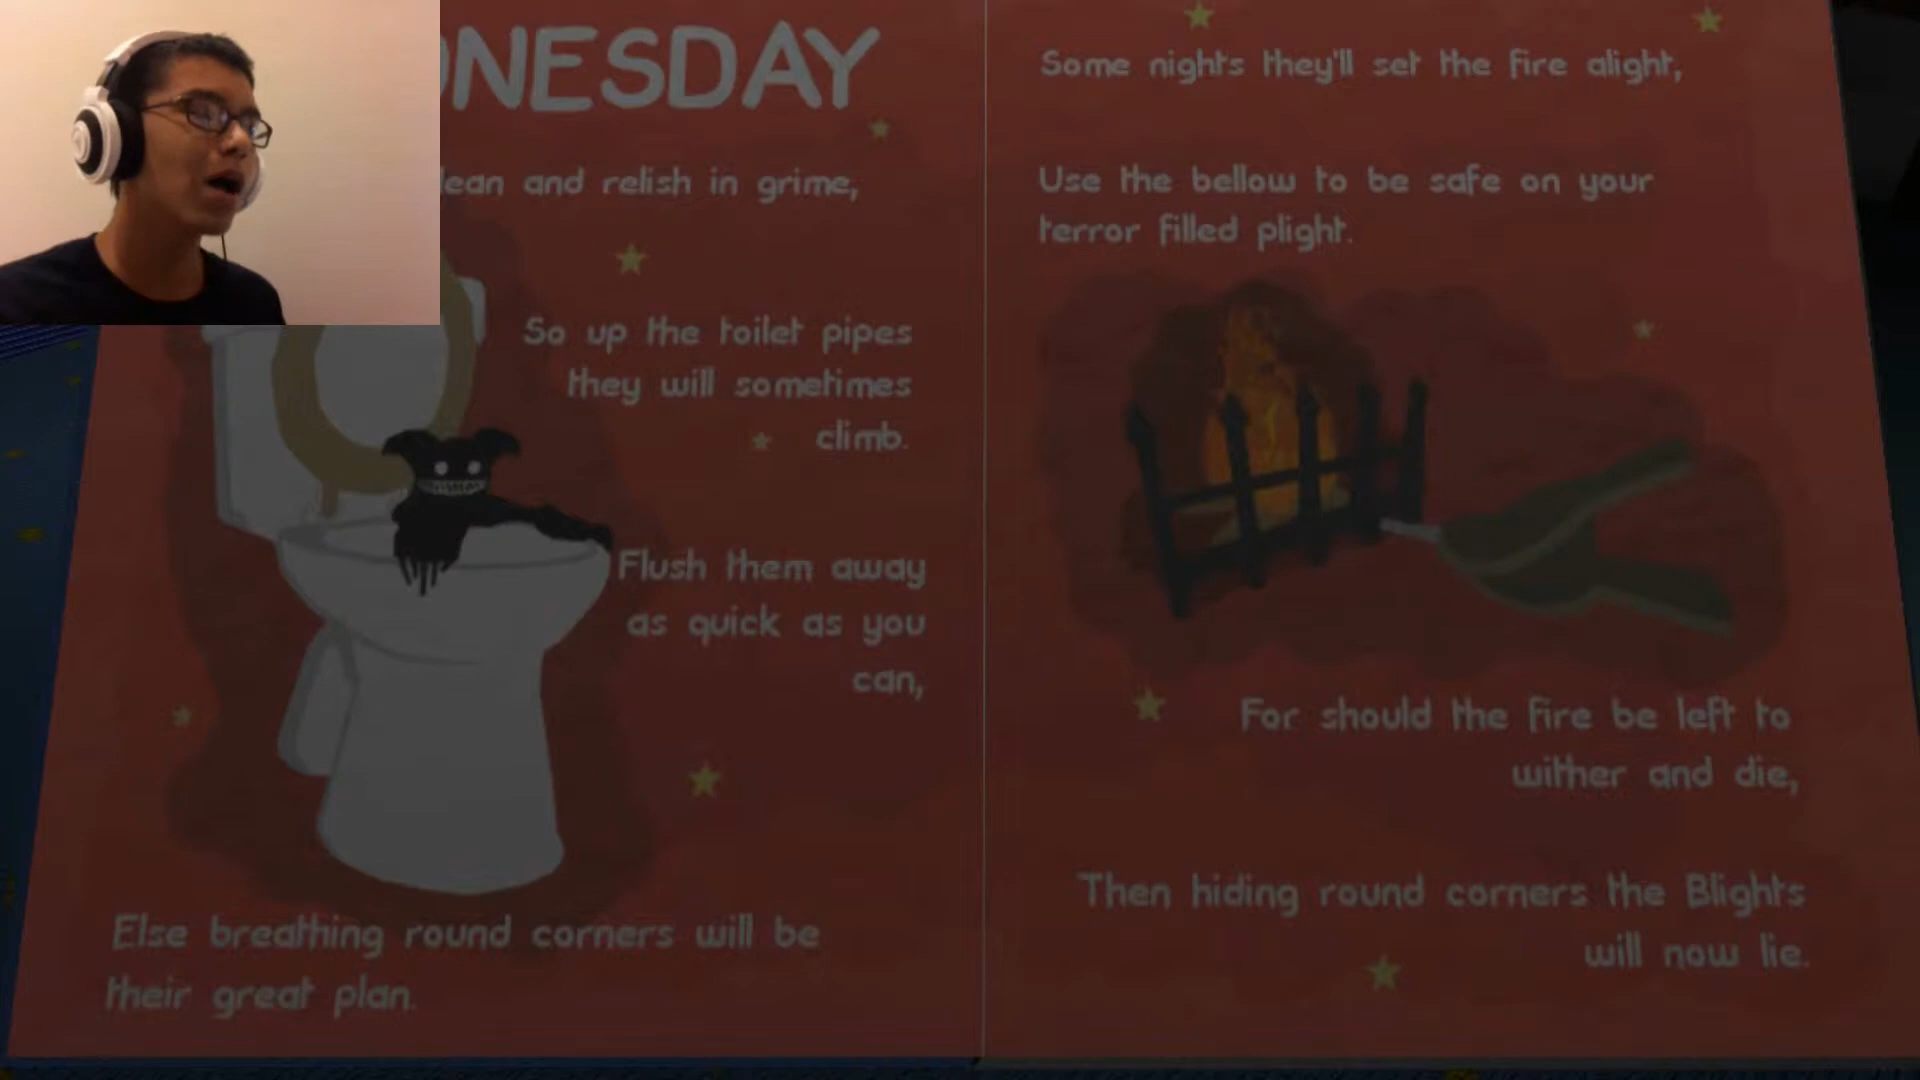 NESDAY
and relish in grime,
So up the toilet pipes
they will sometimes
climb.
Flush them away
as quick as you
can,
Else breathing round corners will be
their great plan.
Some nights they'll set the fire alight,
Use the bellow to be safe on your
terror filled plight.
For should the fire be left to
wither and die,
Then hiding round corners the Blights
will now lie.